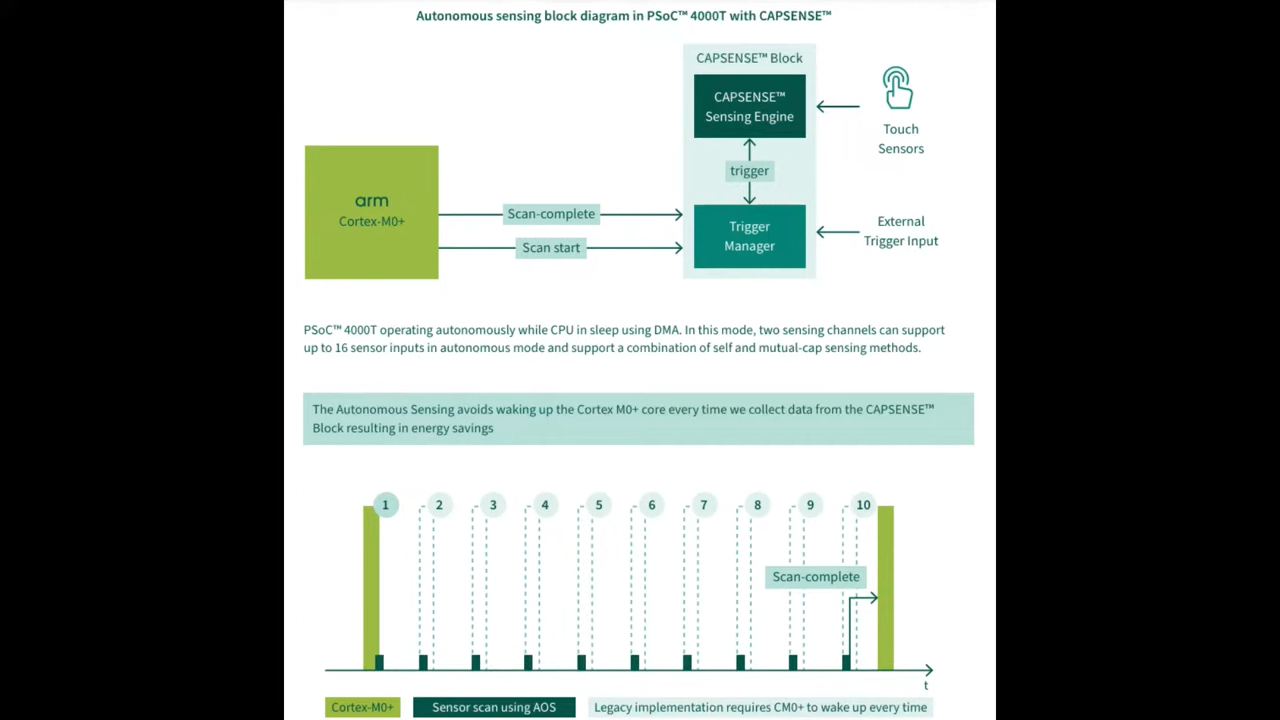 Autonomous sensing block diagram in PSoC™ 4000T with CAPSENSE™
CAPSENSE™ Block
CAPSENSE™
Sensing Engine
Touch
Sensors
trigger
arm
Cortex-M0+
Scan-complete
Scan start
Trigger
Manager
External
Trigger Input
PSoC™ 4000T operating autonomously while CPU in sleep using DMA. In this mode, two sensing channels can support
up to 16 sensor inputs in autonomous mode and support a combination of self and mutual-cap sensing methods.
The Autonomous Sensing avoids waking up the Cortex M0+ core every time we collect data from the CAPSENSE™
Block resulting in energy savings
1 2 3 4 5 6 7 8 9 10
Scan-complete
t
Cortex-M0+
Sensor scan using AOS
Legacy implementation requires CM0+ to wake up every time